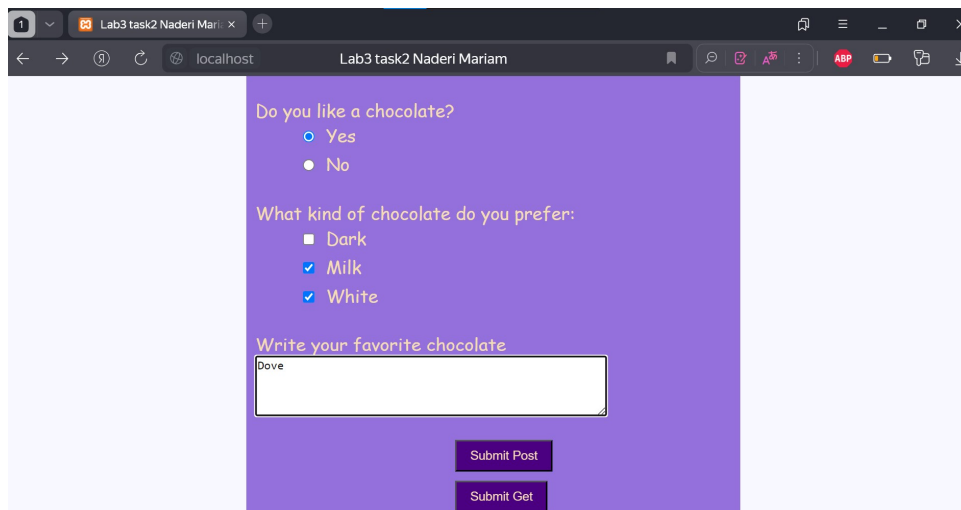 1
Lab3 task2 Naderi Mari
localhost
Lab3 task2 Naderi Mariam
ABP
Do you like a chocolate?
Yes
No
What kind of chocolate do you prefer:
Dark
Milk
White
Write your favorite chocolate
Dove
Submit Post
Submit Get